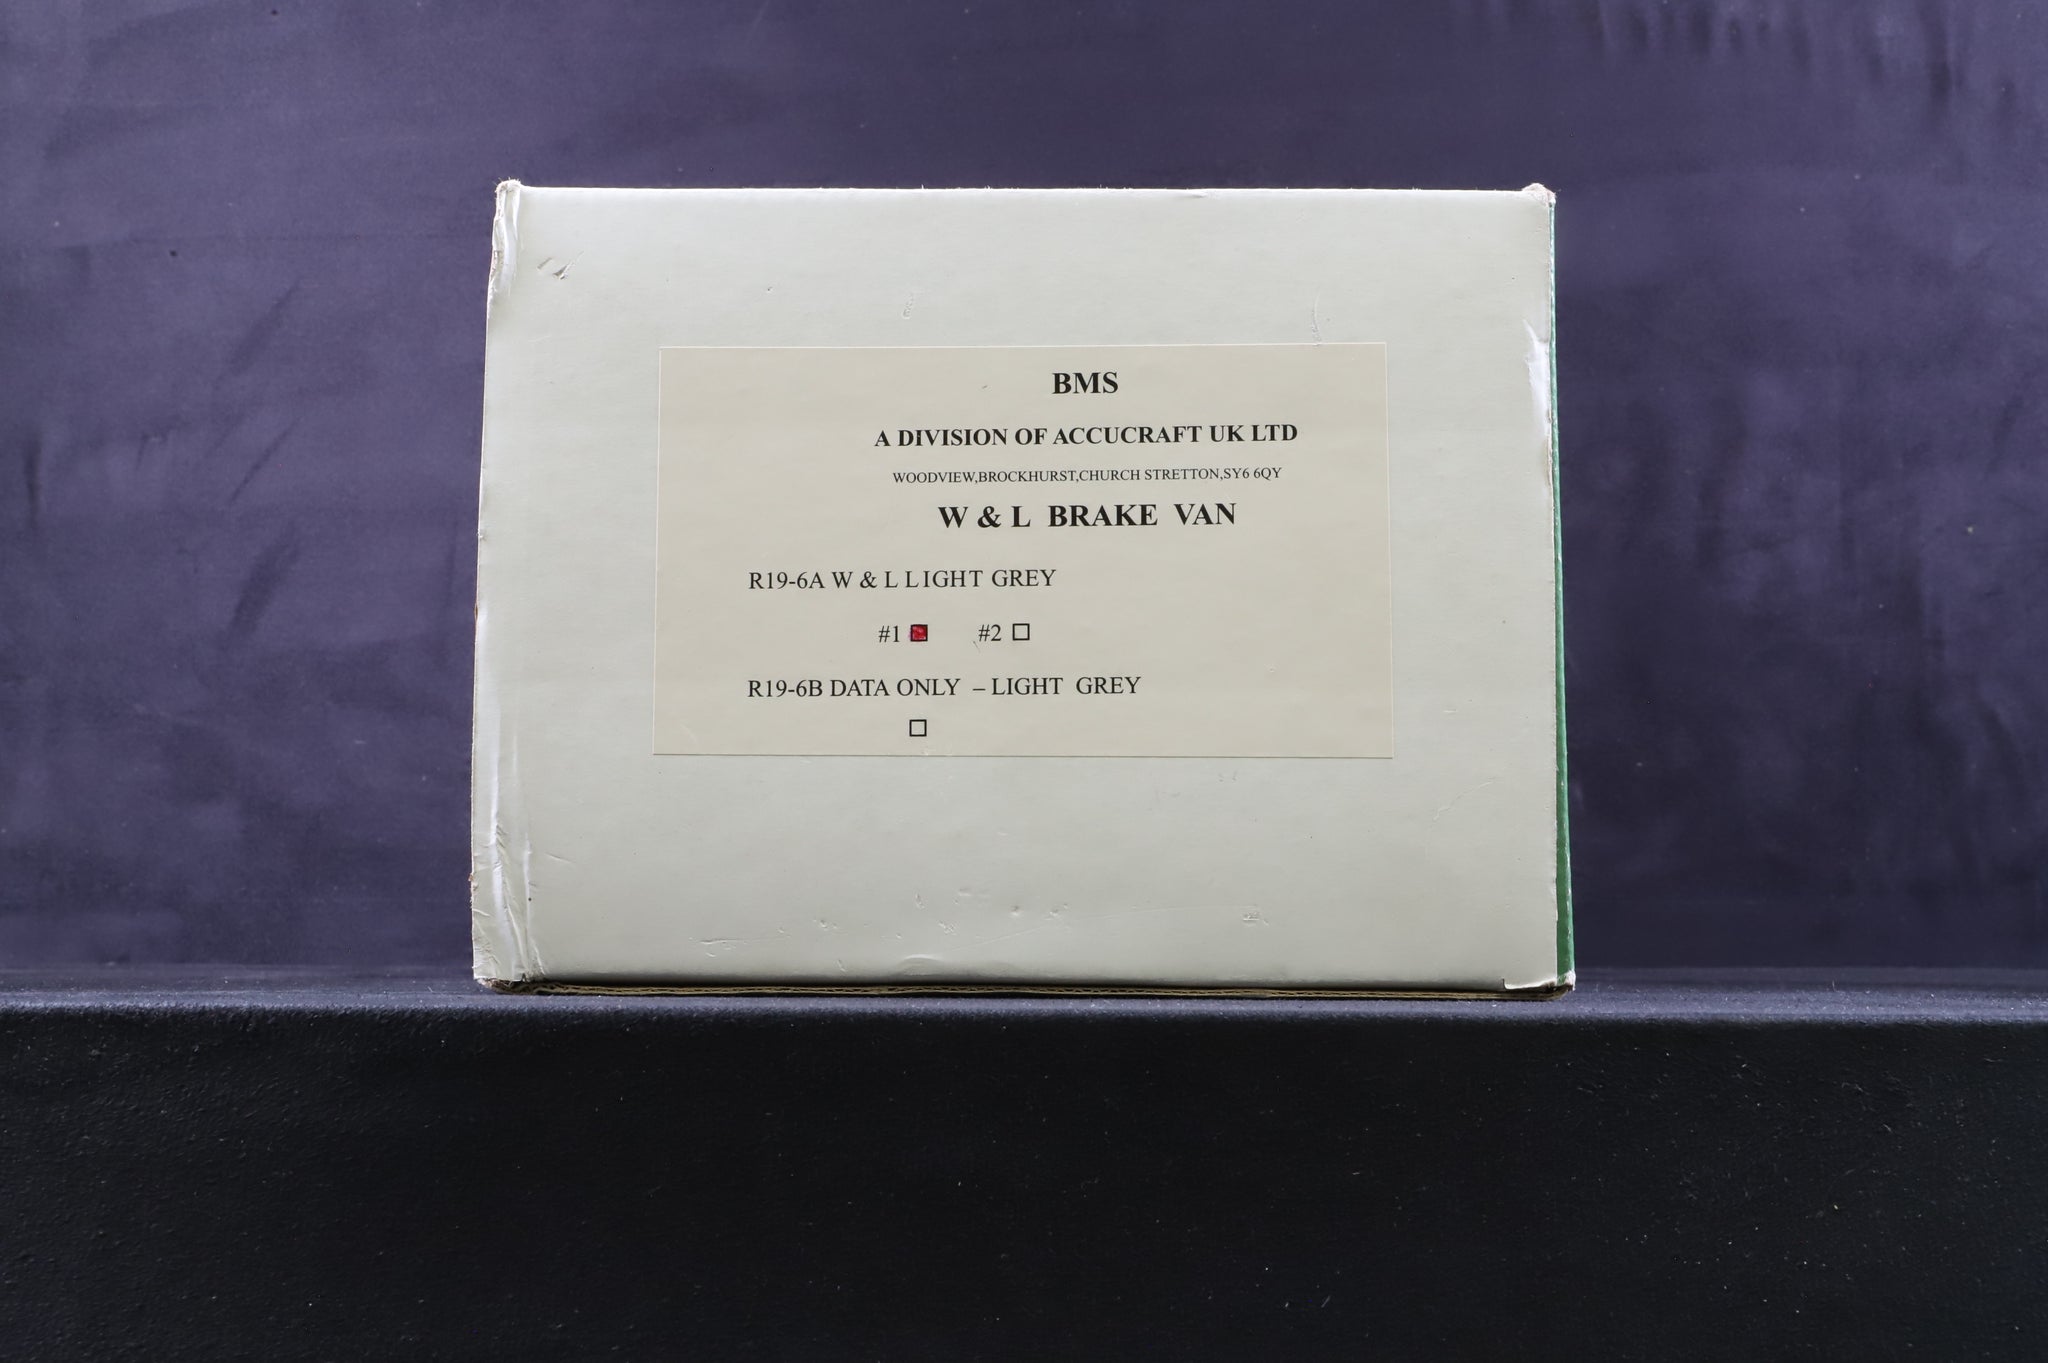 BMS
A DIVISION OF ACCUCRAFT UK LTD
WOODVIEW,BROCKHURST,CHURCH STRETTON,SY6 6QY
W & L BRAKE VAN
R19-6A W & L LIGHT GREY
#1 #2
R19-6B DATA ONLY – LIGHT GREY